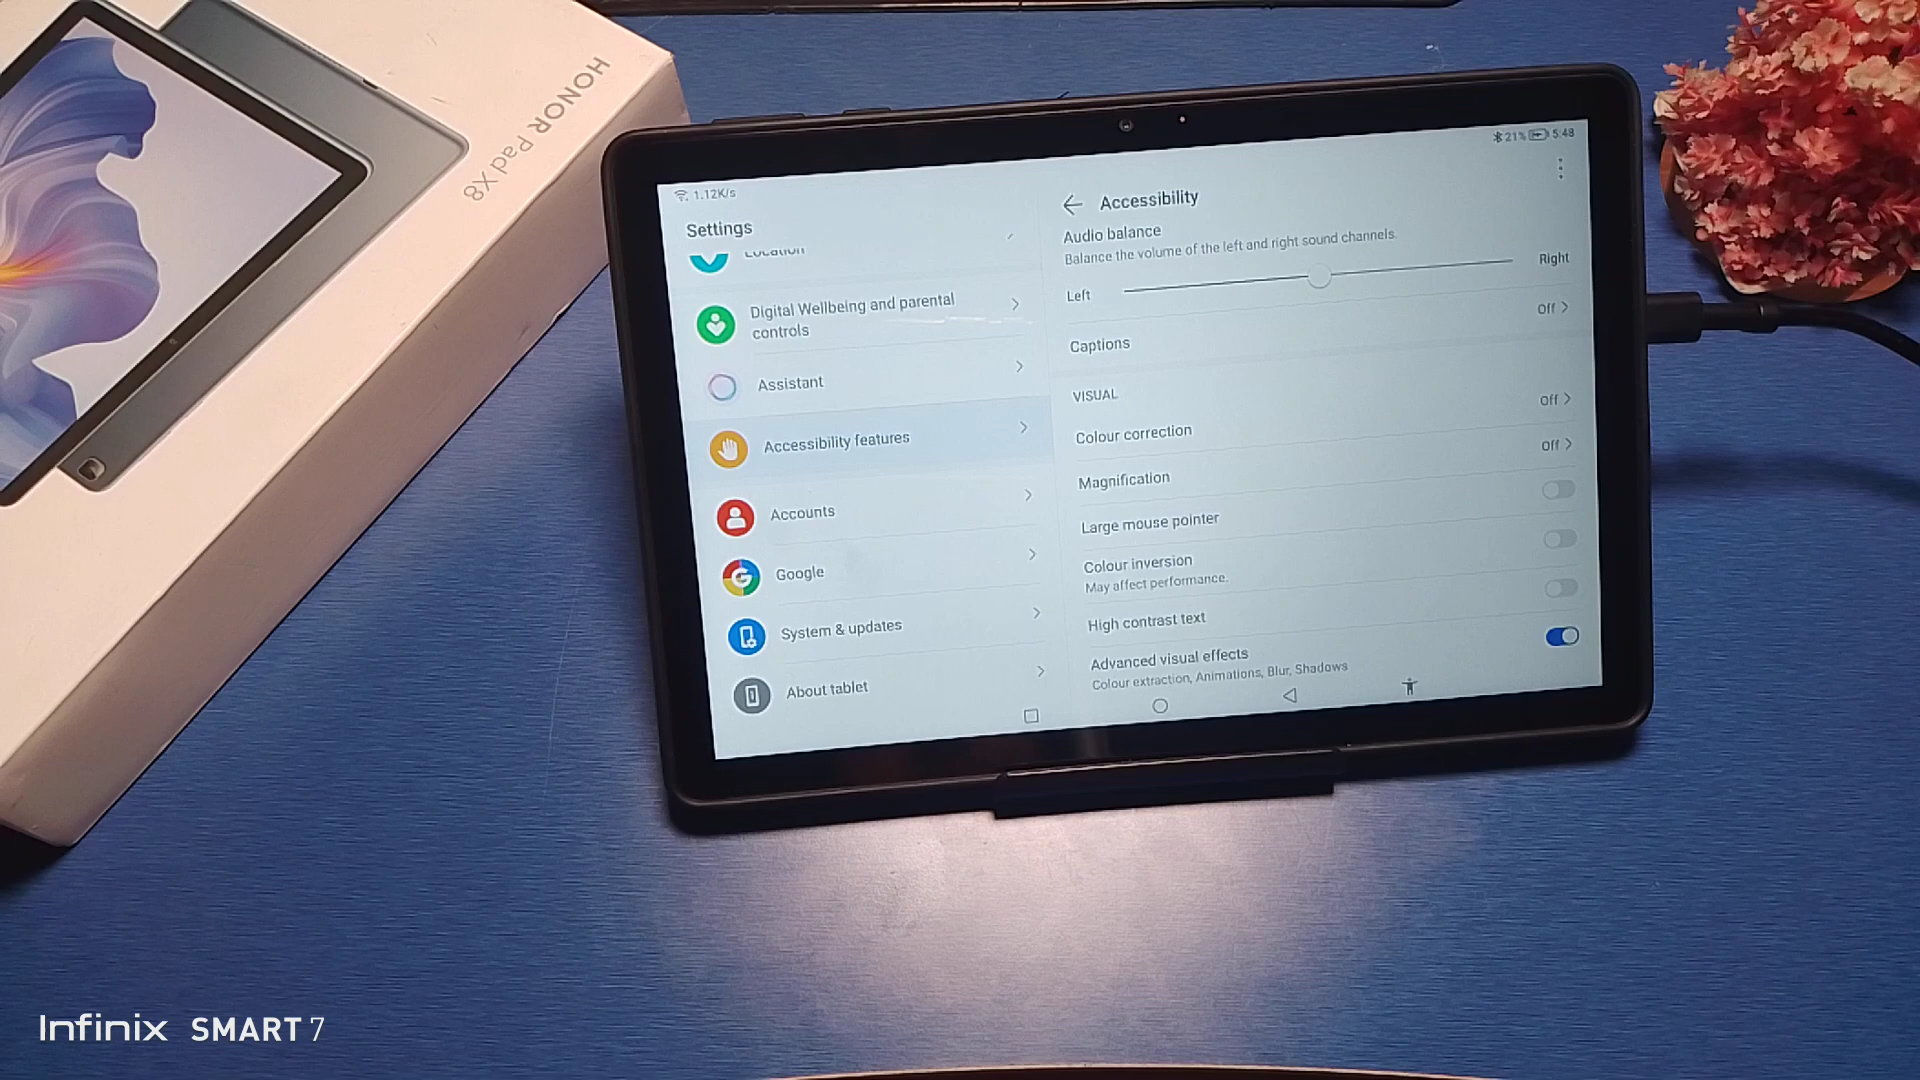 HONOR Pad X8
1.12K/s
21% 5:48
Settings
Location
Digital Wellbeing and parental
controls
Assistant
Accessibility features
Accounts
Google
System & updates
About tablet
Accessibility
Audio balance
Balance the volume of the left and right sound channels.
Left
Right
Captions
Off
VISUAL
Colour correction
Off
Magnification
Off
Large mouse pointer
Colour inversion
May affect performance.
High contrast text
Advanced visual effects
Colour extraction, Animations, Blur, Shadows
Infinix SMART 7